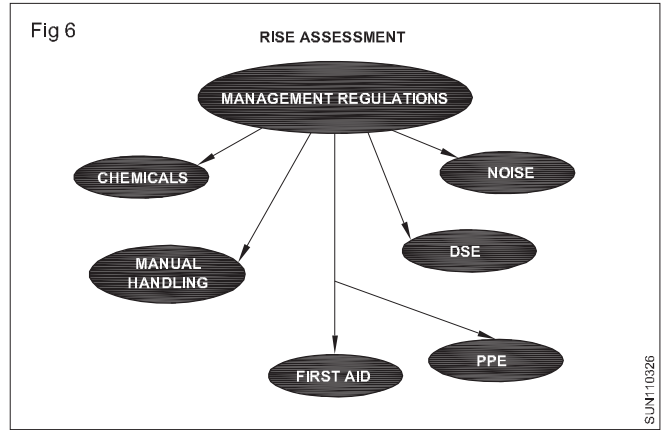 Fig 6
RISE ASSESSMENT
MANAGEMENT REGULATIONS
CHEMICALS
NOISE
MANUAL
HANDLING
DSE
FIRST AID
PPE
SUN110326